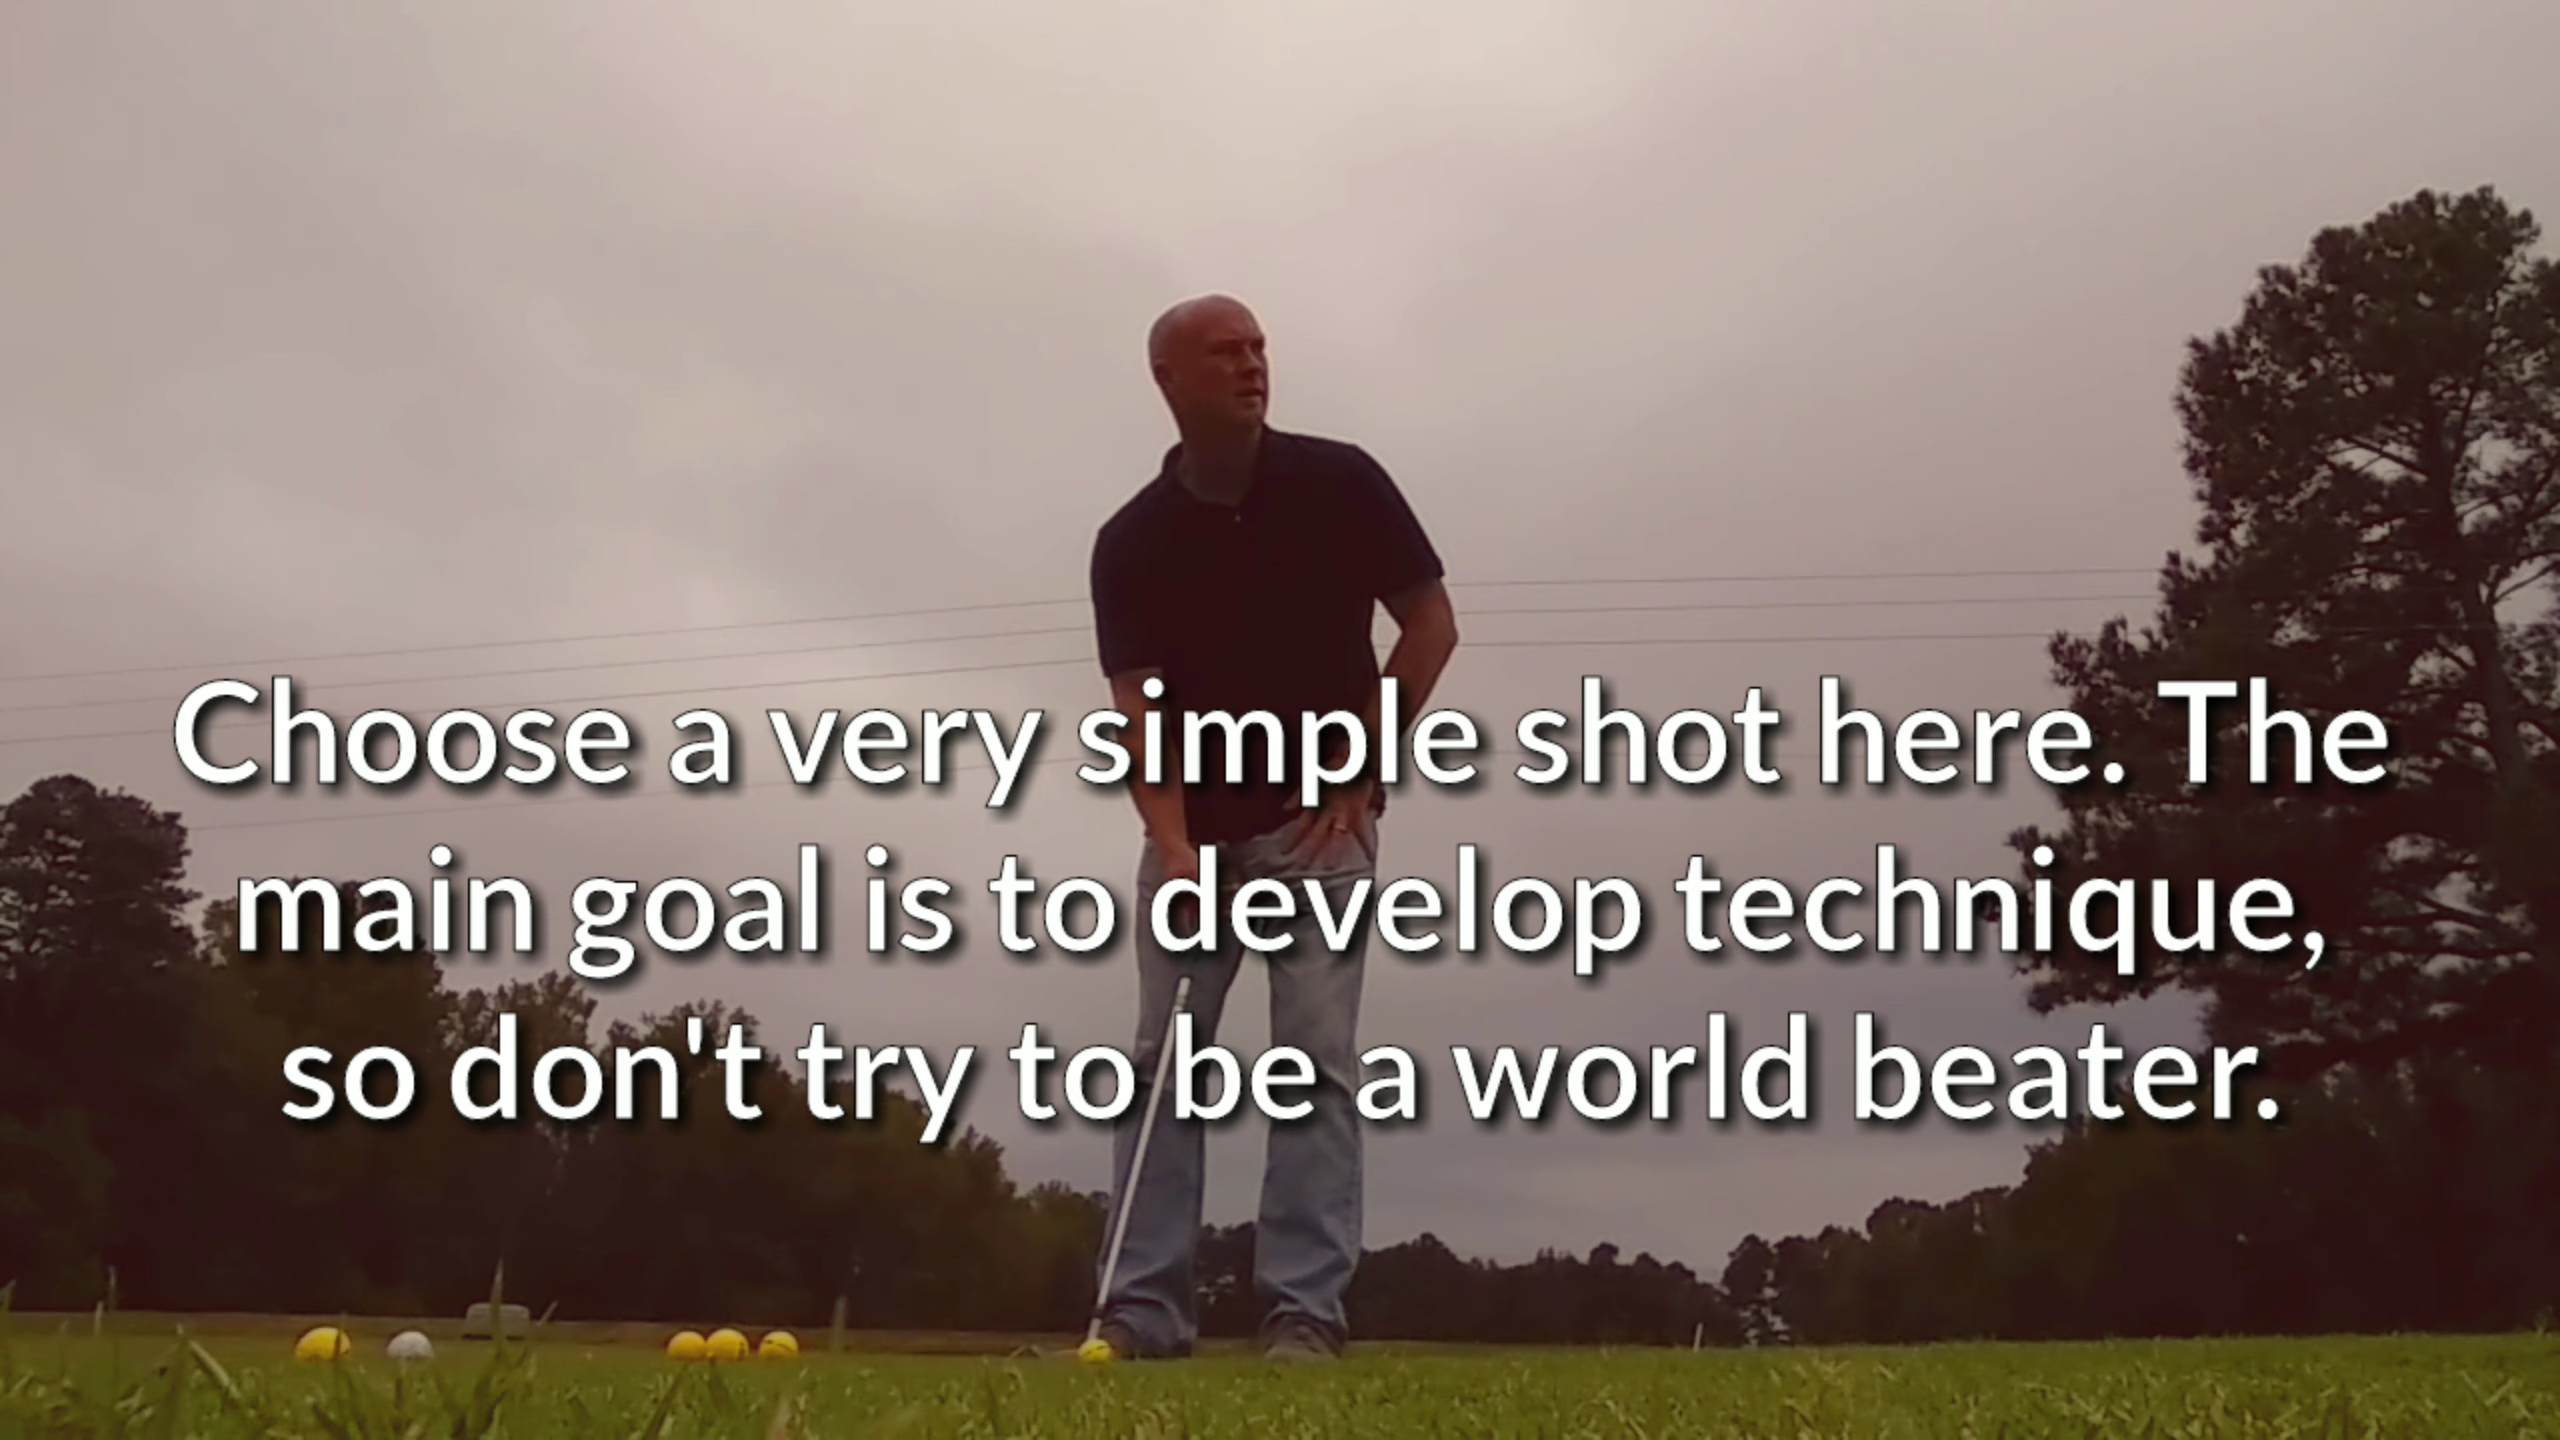 Choose a very simple shot here. The
main goal is to develop technique,
so don't try to be a world beater.